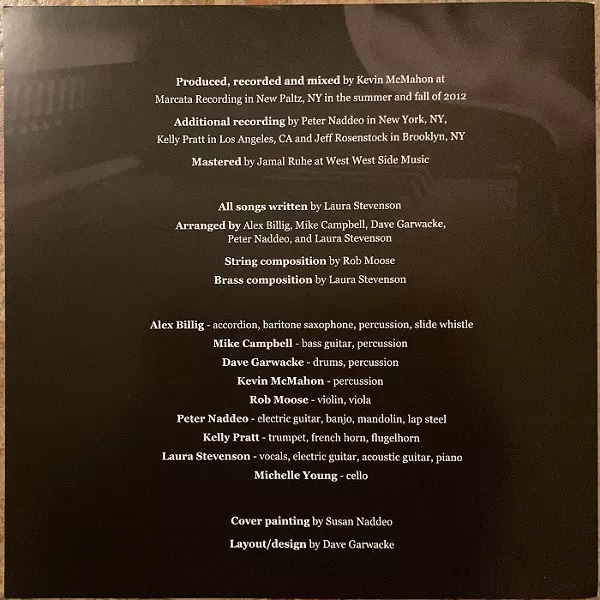 Produced, recorded and mixed by Kevin McMahon at
Marcata Recording in New Paltz, NY in the summer and fall of 2012
Additional recording by Peter Naddeo in New York, NY,
Kelly Pratt in Los Angeles, CA and Jeff Rosenstock in Brooklyn, NY
Mastered by Jamal Ruhe at West West Side Music
All songs written by Laura Stevenson
Arranged by Alex Billig, Mike Campbell, Dave Garwacke,
Peter Naddeo, and Laura Stevenson
String composition by Rob Moose
Brass composition by Laura Stevenson
Alex Billig - accordion, baritone saxophone, percussion, slide whistle
Mike Campbell - bass guitar, percussion
Dave Garwacke - drums, percussion
Kevin McMahon - percussion
Rob Moose - violin, viola
Peter Naddeo - electric guitar, banjo, mandolin, lap steel
Kelly Pratt - trumpet, french horn, flugelhorn
Laura Stevenson - vocals, electric guitar, acoustic guitar, piano
Michelle Young - cello
Cover painting by Susan Naddeo
Layout/design by Dave Garwacke